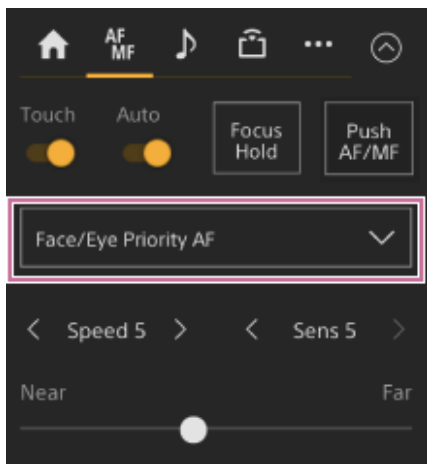 AF
MF
Touch Auto
Focus
Hold
Push
AF/MF
Face/Eye Priority AF
Speed 5 Sens 5
Near Far